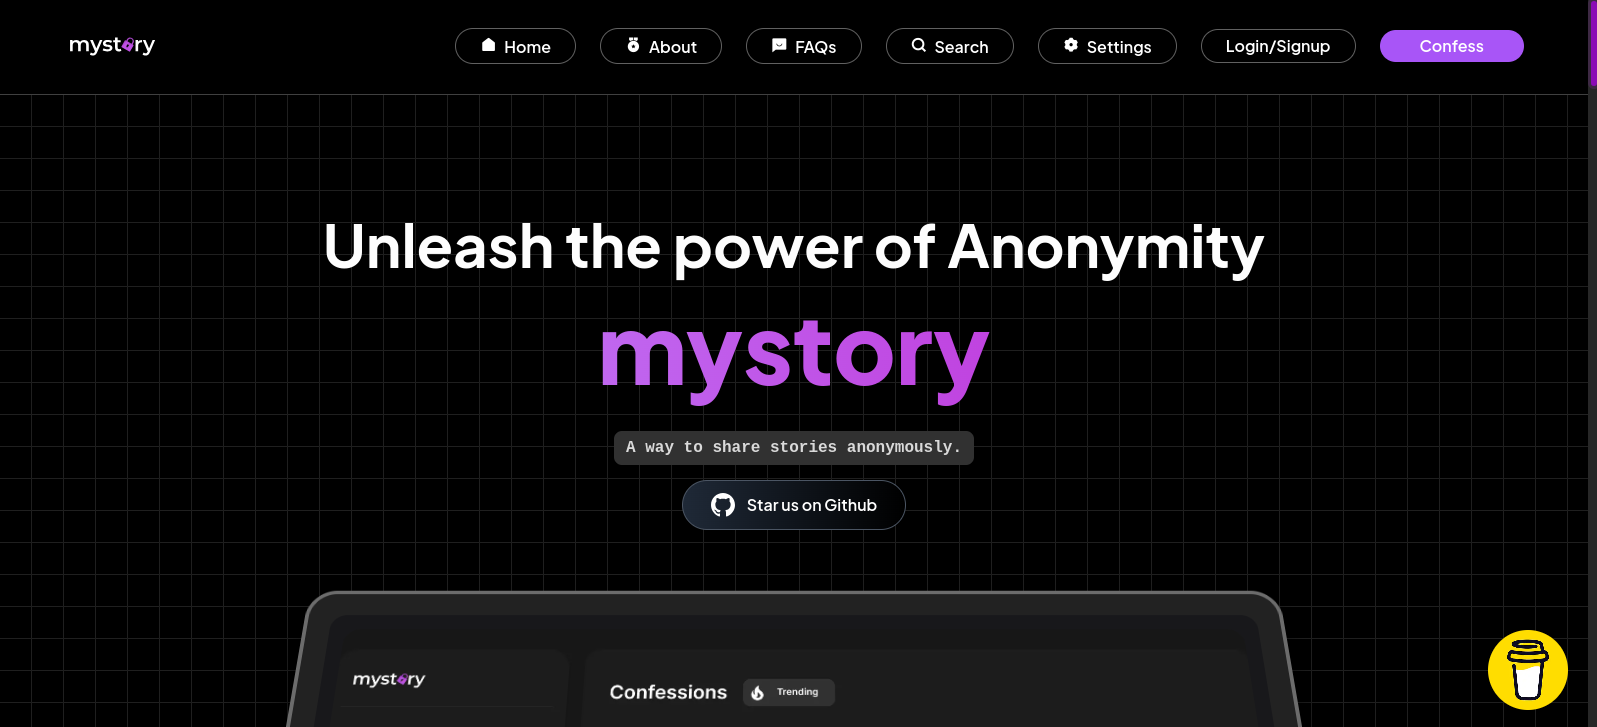 mystory
Home
About
FAQs
Search
Settings
Login/Signup
Confess
Unleash the power of Anonymity
mystory
A way to share stories anonymously.
Star us on Github
mystory
Confessions
Trending